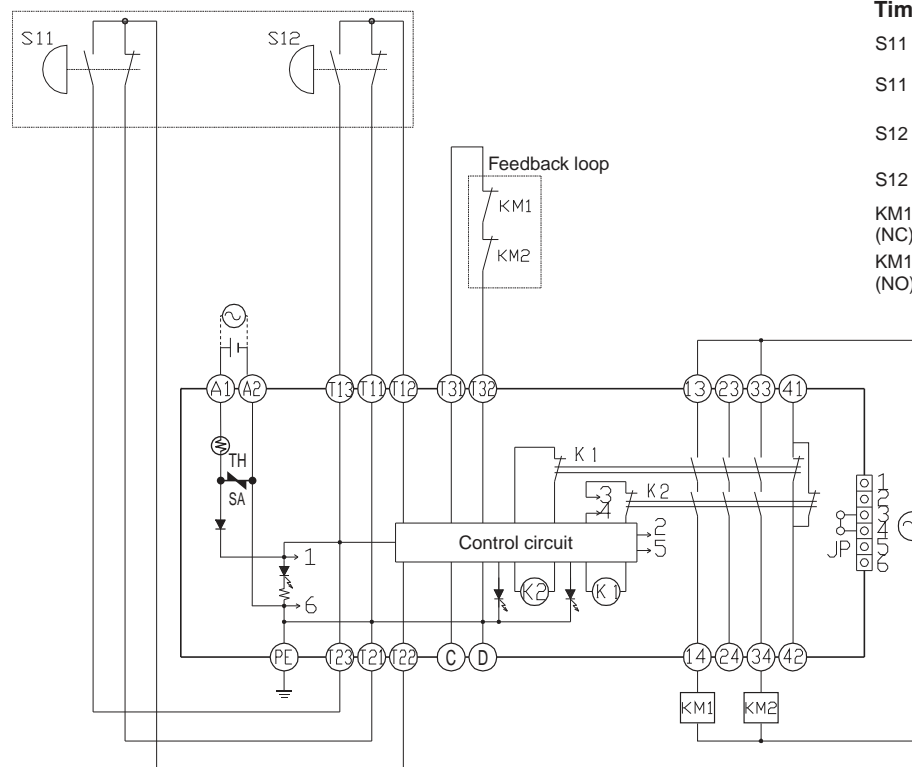 Tim
S11
S12
S11
S11
S12
S12
KM1
(NC)
KM1
(NO)
Feedback loop
KM1
KM2
A1 A2 T13 T11 T12 T31 T32 13 23 33 41
TH
SA
K1
K2
3
4
2
5
Control circuit
1
6
K2
K1
JP
1
2
3
4
5
6
PE T23 T21 T22 C D 14 24 34 42
KM1
KM2